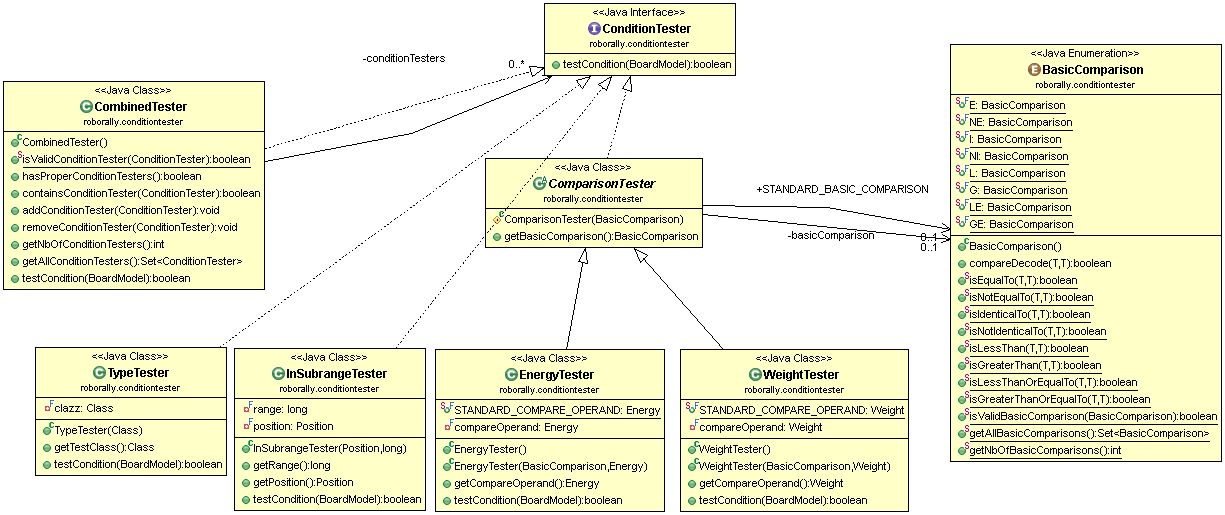 <<Java Interface>>
ConditionTester
roborally.conditiontester
testCondition(BoardModel):boolean
-conditionTesters
0..*
<<Java Class>>
CombinedTester
roborally.conditiontester
CombinedTester()
isValidConditionTester(ConditionTester):boolean
hasProperConditionTesters():boolean
containsConditionTester(ConditionTester):boolean
addConditionTester(ConditionTester):void
removeConditionTester(ConditionTester):void
getNbOfConditionTesters():int
getAllConditionTesters():Set<ConditionTester>
testCondition(BoardModel):boolean
<<Java Class>>
ComparisonTester
roborally.conditiontester
ComparisonTester(BasicComparison)
getBasicComparison():BasicComparison
+STANDARD_BASIC_COMPARISON
0..1
-basicComparison
0..1
<<Java Enumeration>>
BasicComparison
roborally.conditiontester
E: BasicComparison
NE: BasicComparison
I: BasicComparison
NI: BasicComparison
L: BasicComparison
G: BasicComparison
LE: BasicComparison
GE: BasicComparison
BasicComparison()
compareDecode(T,T):boolean
isEqualTo(T,T):boolean
isNotEqualTo(T,T):boolean
isIdenticalTo(T,T):boolean
isNotIdenticalTo(T,T):boolean
isLessThan(T,T):boolean
isGreaterThan(T,T):boolean
isLessThanOrEqualTo(T,T):boolean
isGreaterThanOrEqualTo(T,T):boolean
isValidBasicComparison(BasicComparison):boolean
getAllBasicComparisons():Set<BasicComparison>
getNbOfBasicComparisons():int
<<Java Class>>
TypeTester
roborally.conditiontester
clazz: Class
TypeTester(Class)
getTestClass():Class
testCondition(BoardModel):boolean
<<Java Class>>
InSubrangeTester
roborally.conditiontester
range: long
position: Position
InSubrangeTester(Position,long)
getRange():long
getPosition():Position
testCondition(BoardModel):boolean
<<Java Class>>
EnergyTester
roborally.conditiontester
STANDARD_COMPARE_OPERAND: Energy
compareOperand: Energy
EnergyTester()
EnergyTester(BasicComparison,Energy)
getCompareOperand():Energy
testCondition(BoardModel):boolean
<<Java Class>>
WeightTester
roborally.conditiontester
STANDARD_COMPARE_OPERAND: Weight
compareOperand: Weight
WeightTester()
WeightTester(BasicComparison,Weight)
getCompareOperand():Weight
testCondition(BoardModel):boolean